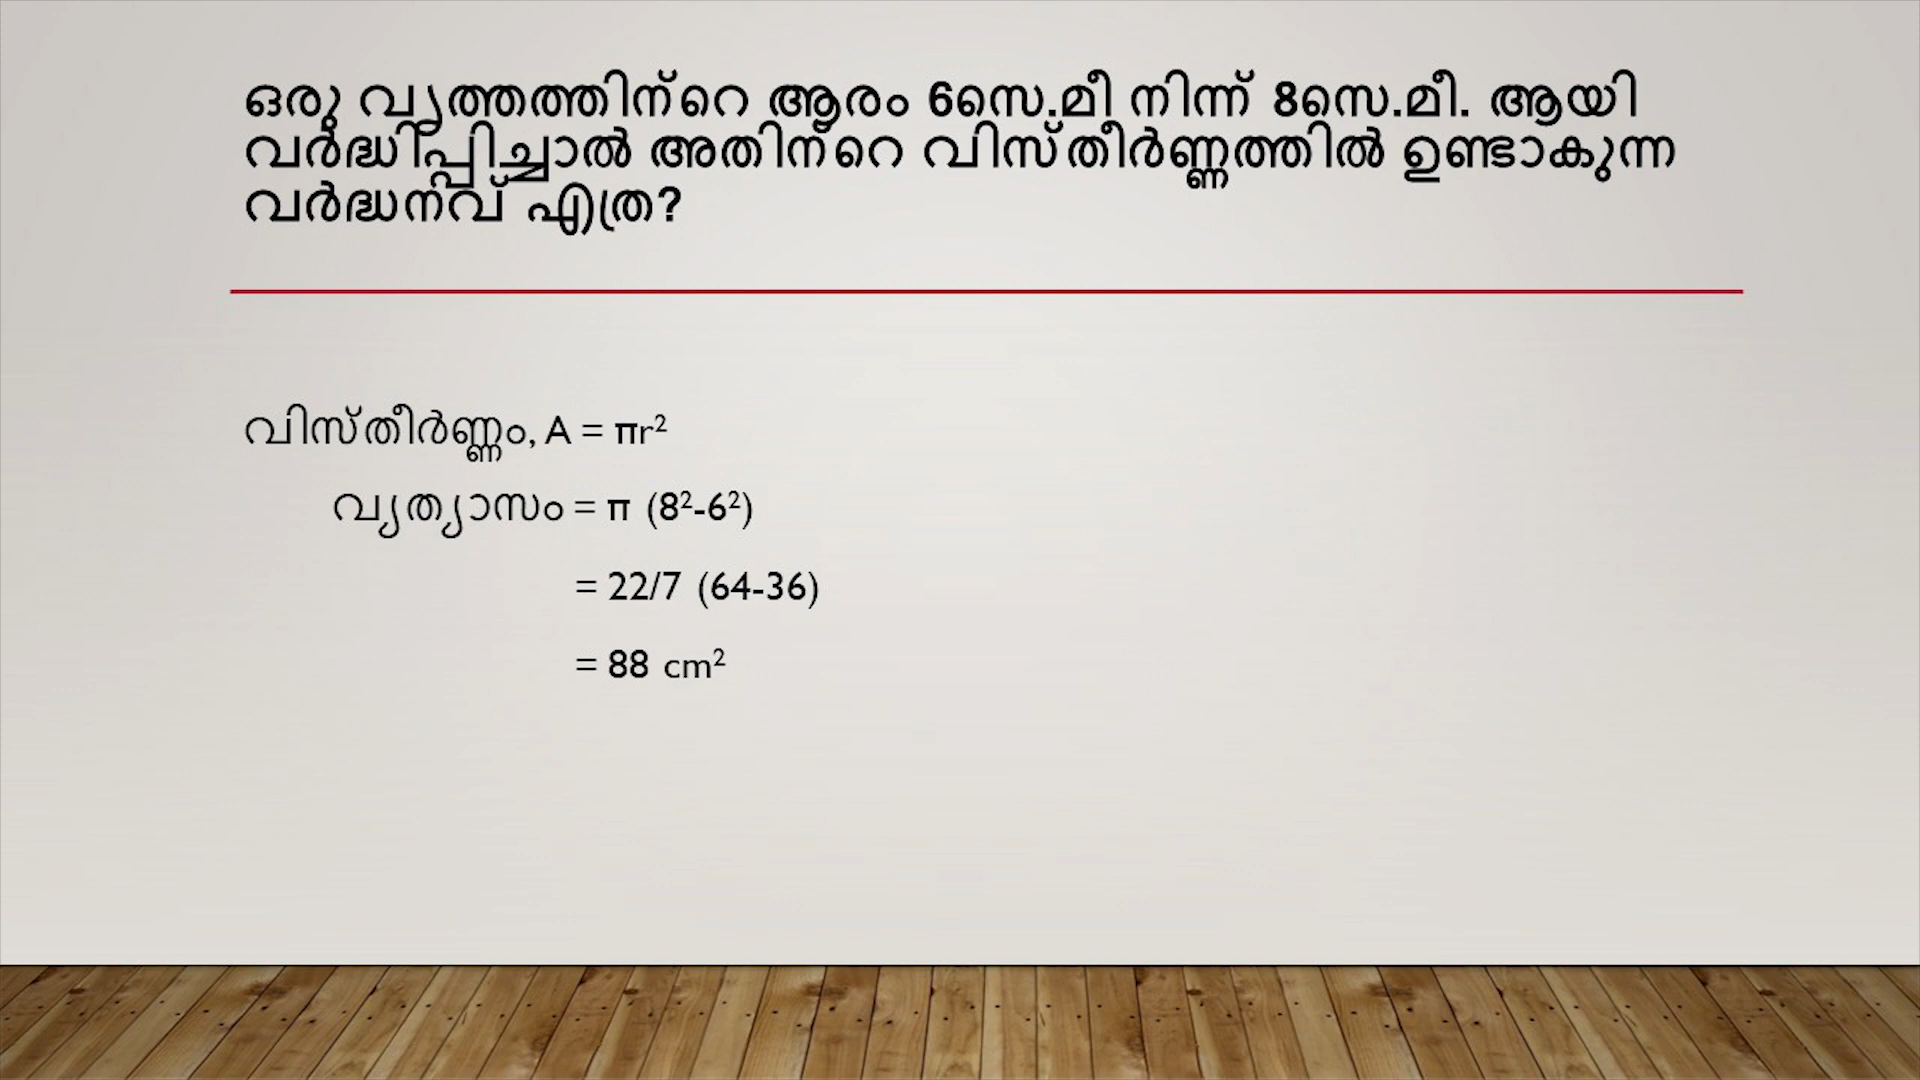 ഒരു വൃത്തത്തിന്റെ ആരം 6സെ.മീ നിന്ന് 8സെ.മീ. ആയി
വർദ്ധിപ്പിച്ചാൽ അതിന്റെ വിസ്തീർണ്ണത്തിൽ ഉണ്ടാകുന്ന
വർദ്ധനവ് എത്ര?
വിസ്തീർണ്ണം, A = πr²
വ്യത്യാസം = π (8²-6²)
= 22/7 (64-36)
= 88 cm²